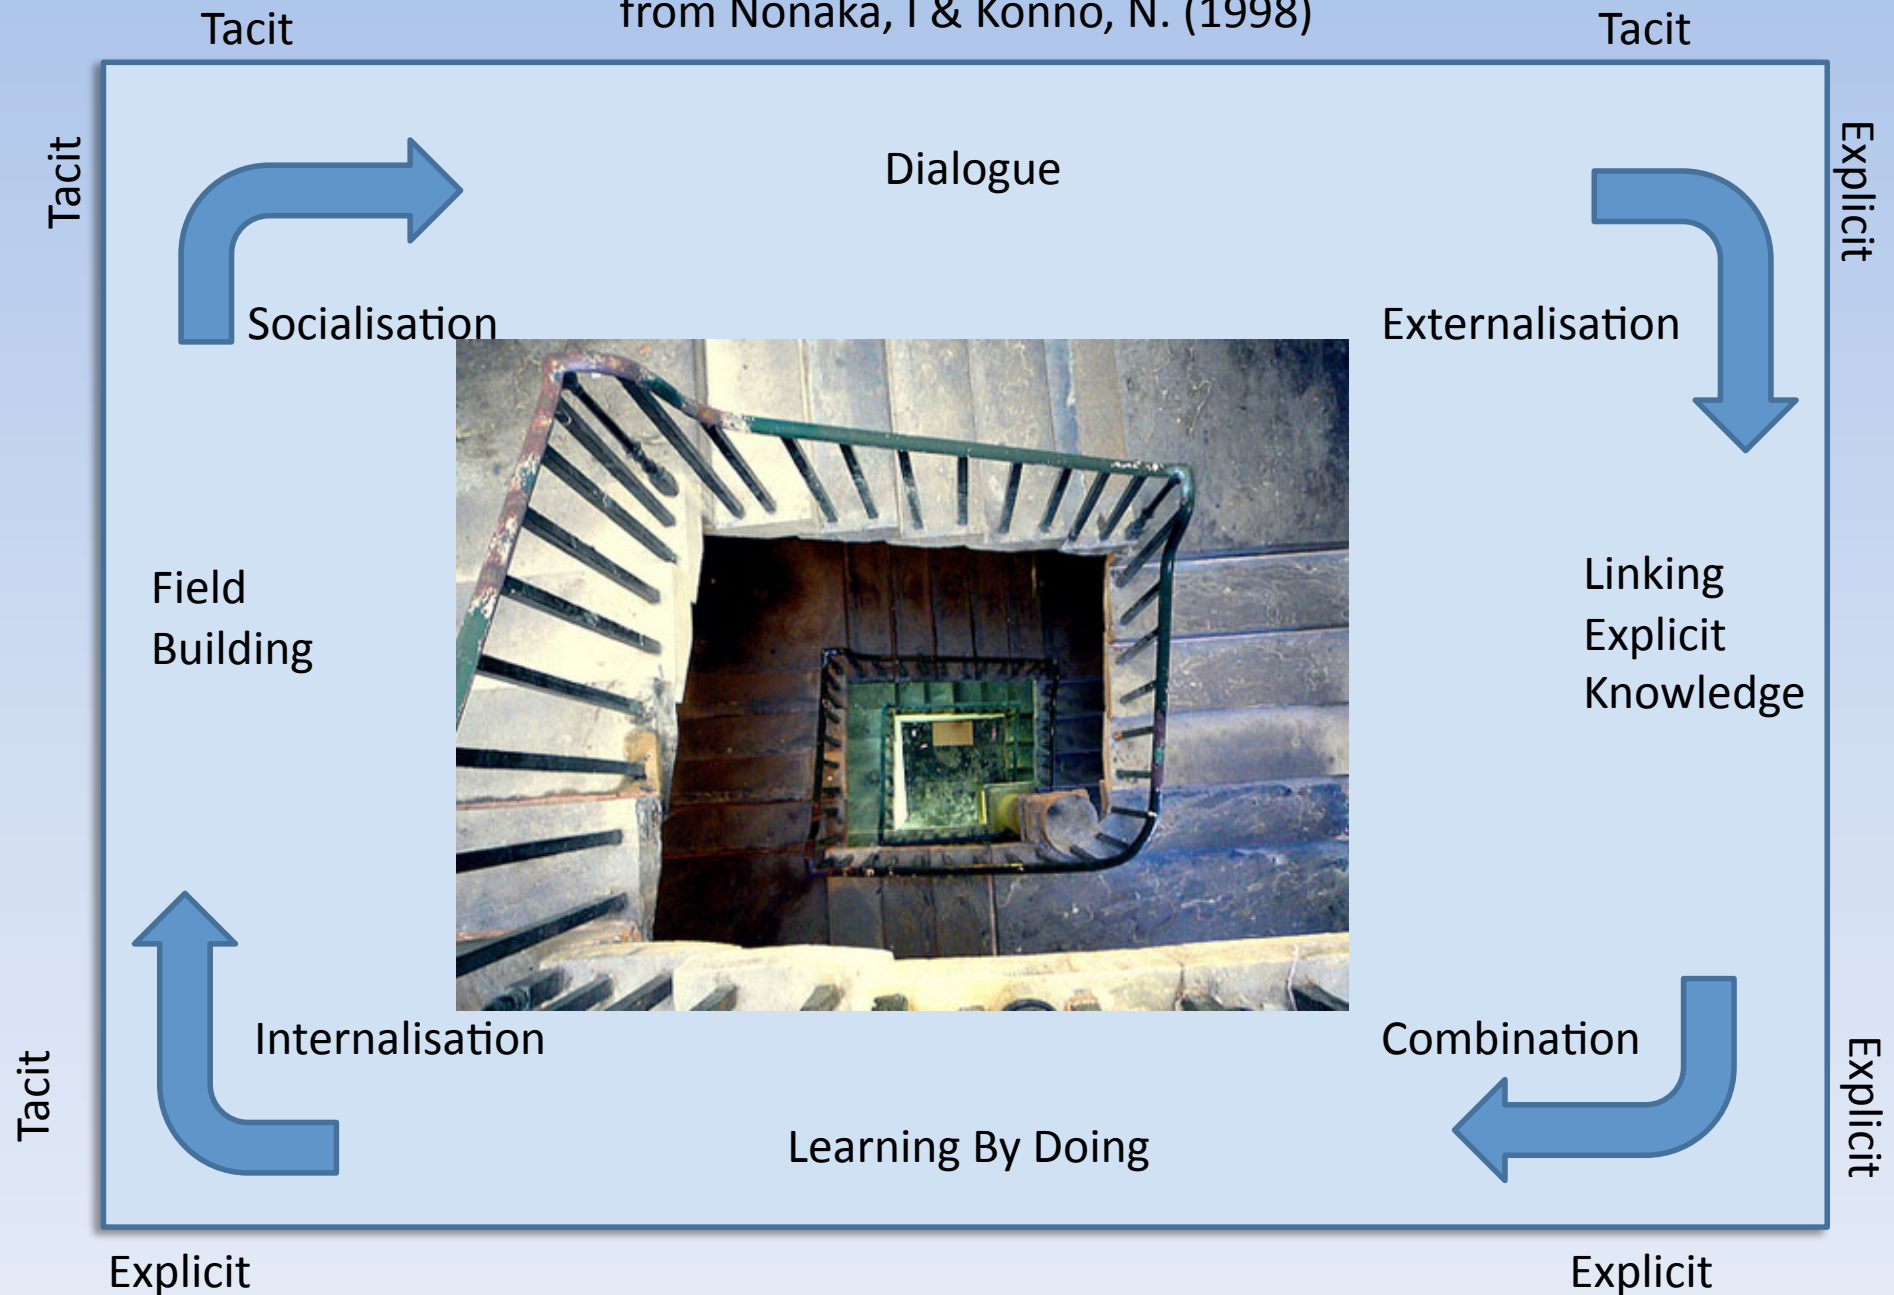 from Nonaka, I & Konno, N. (1998)
Tacit
Tacit
Tacit
Explicit
Dialogue
Socialisation
Externalisation
Field
Building
Linking
Explicit
Knowledge
Internalisation
Combination
Tacit
Explicit
Learning By Doing
Explicit
Explicit